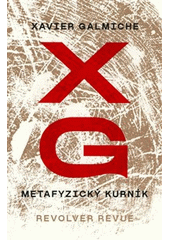 XAVIER GALMICHE
X
G
METAFYZICKÝ KURNÍK
REVOLVER REVUE